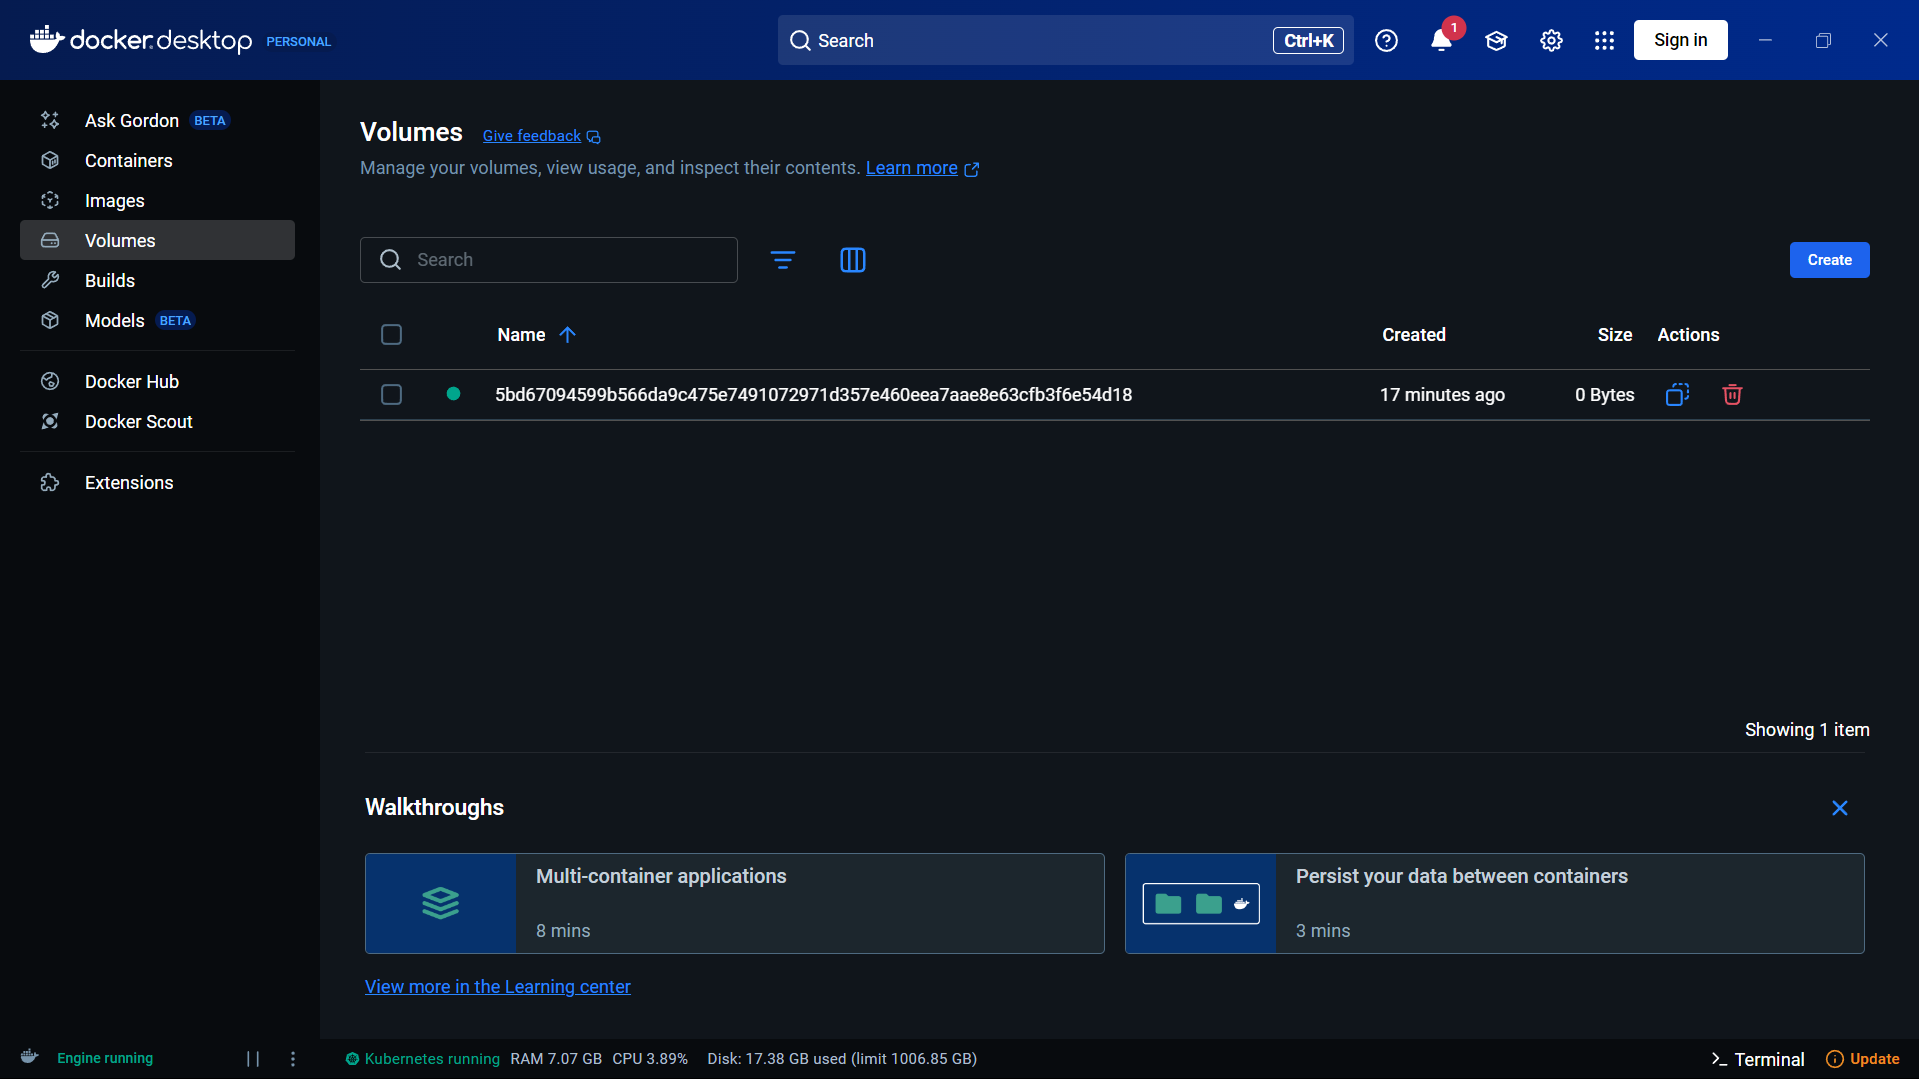 docker.desktop PERSONAL
Search
Ctrl+K
1
Sign in
Ask Gordon BETA
Containers
Images
Volumes
Builds
Models BETA
Docker Hub
Docker Scout
Extensions
Volumes
Give feedback
Manage your volumes, view usage, and inspect their contents. Learn more
Search
Create
Name
Created
Size
Actions
5bd67094599b566da9c475e7491072971d357e460eea7aae8e63cfb3f6e54d18
17 minutes ago
0 Bytes
Showing 1 item
Walkthroughs
Multi-container applications
8 mins
Persist your data between containers
3 mins
View more in the Learning center
Engine running
Kubernetes running
RAM 7.07 GB
CPU 3.89%
Disk: 17.38 GB used (limit 1006.85 GB)
Terminal
Update